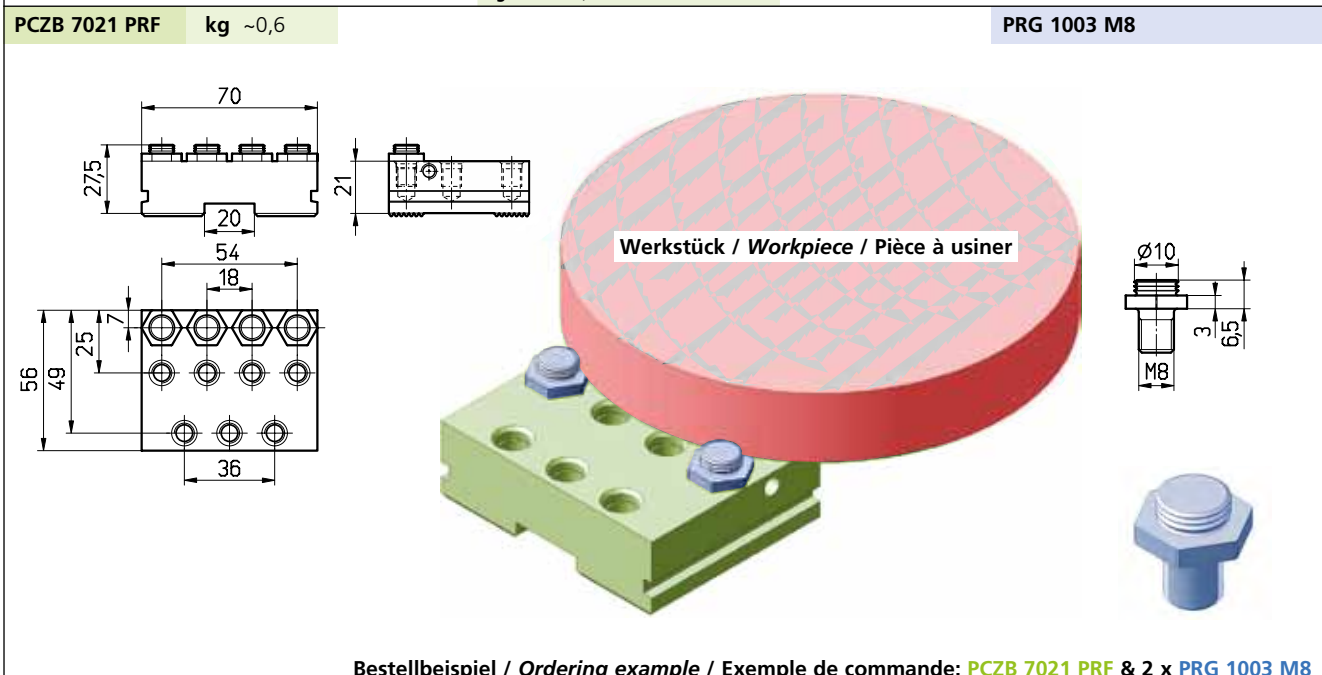 PCZB 7021 PRF kg ~0,6 PRG 1003 M8
70
27,5
21
20
54
18
7
25
49
56
36
Werkstück / Workpiece / Pièce à usiner
Ø10
3
6,5
M8
Bestellbeispiel / Ordering example / Exemple de commande: PCZB 7021 PRF & 2 x PRG 1003 M8